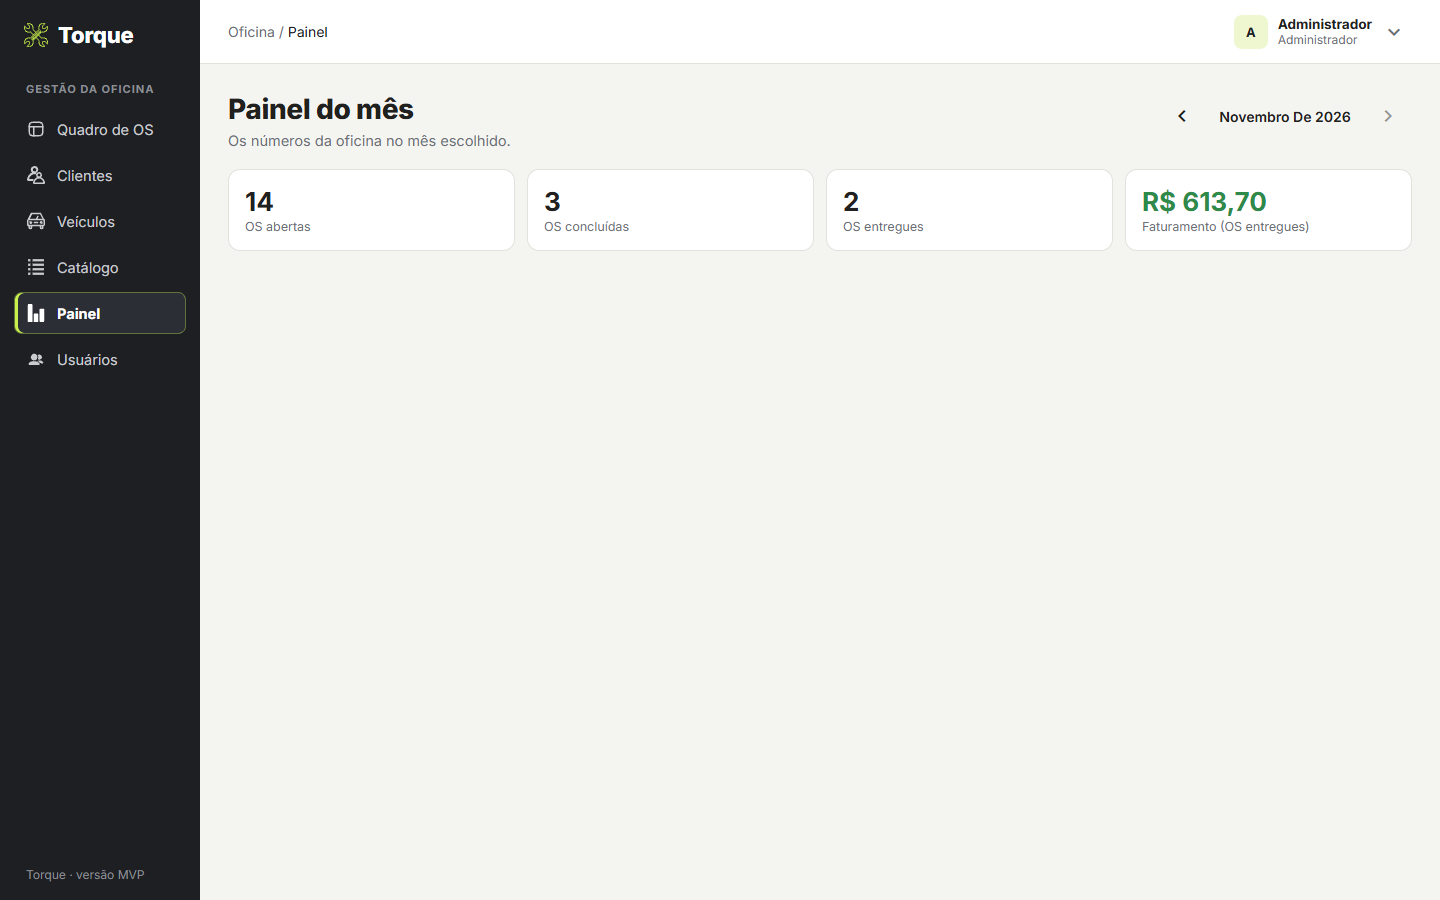 Torque
GESTÃO DA OFICINA
Quadro de OS
Clientes
Veículos
Catálogo
Painel
Usuários
Torque · versão MVP
Oficina / Painel
A
Administrador
Administrador
Painel do mês
Os números da oficina no mês escolhido.
Novembro De 2026
14
OS abertas
3
OS concluídas
2
OS entregues
R$ 613,70
Faturamento (OS entregues)